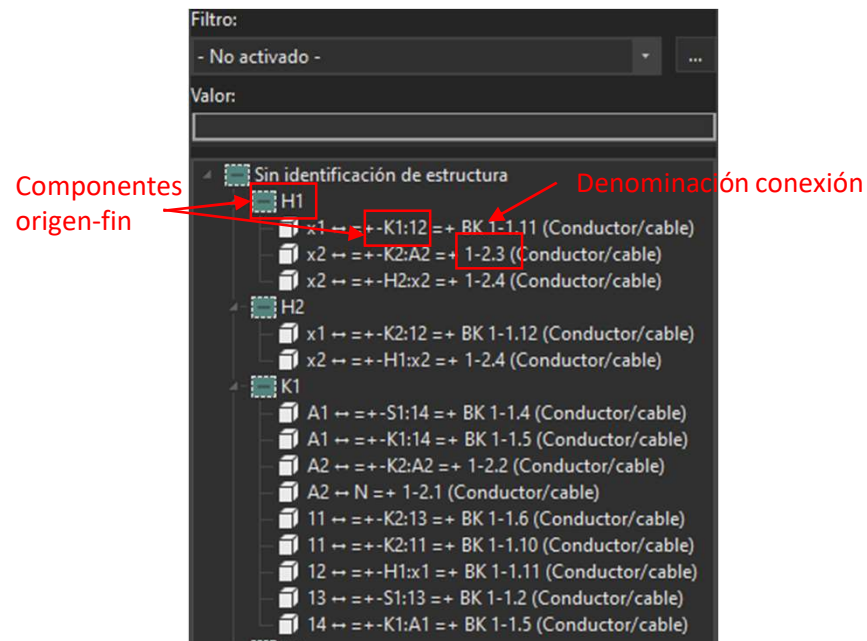 Filtro:
- No activado -
...
Valor:
Sin identificación de estructura
Componentes origen-fin
Denominación conexión
H1
x1 ↔ =+-K1:12 =+ BK 1-1.11 (Conductor/cable)
x2 ↔ =+-K2:A2 =+ 1-2.3 (Conductor/cable)
x2 ↔ =+-H2:x2 =+ 1-2.4 (Conductor/cable)
H2
x1 ↔ =+-K2:12 =+ BK 1-1.12 (Conductor/cable)
x2 ↔ =+-H1:x2 =+ 1-2.4 (Conductor/cable)
K1
A1 ↔ =+-S1:14 =+ BK 1-1.4 (Conductor/cable)
A1 ↔ =+-K1:14 =+ BK 1-1.5 (Conductor/cable)
A2 ↔ =+-K2:A2 =+ 1-2.2 (Conductor/cable)
A2 ↔ N =+ 1-2.1 (Conductor/cable)
11 ↔ =+-K2:13 =+ BK 1-1.6 (Conductor/cable)
11 ↔ =+-K2:11 =+ BK 1-1.10 (Conductor/cable)
12 ↔ =+-H1:x1 =+ BK 1-1.11 (Conductor/cable)
13 ↔ =+-S1:13 =+ BK 1-1.2 (Conductor/cable)
14 ↔ =+-K1:A1 =+ BK 1-1.5 (Conductor/cable)